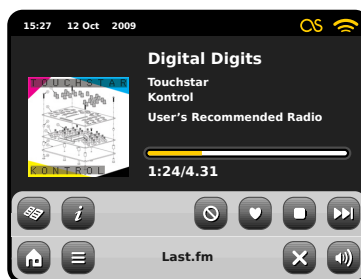 15:27 12 Oct 2009
Digital Digits
TOUCHSTAR
Touchstar
Kontrol
User's Recommended Radio
KONTROL
1:24/4.31
Last.fm